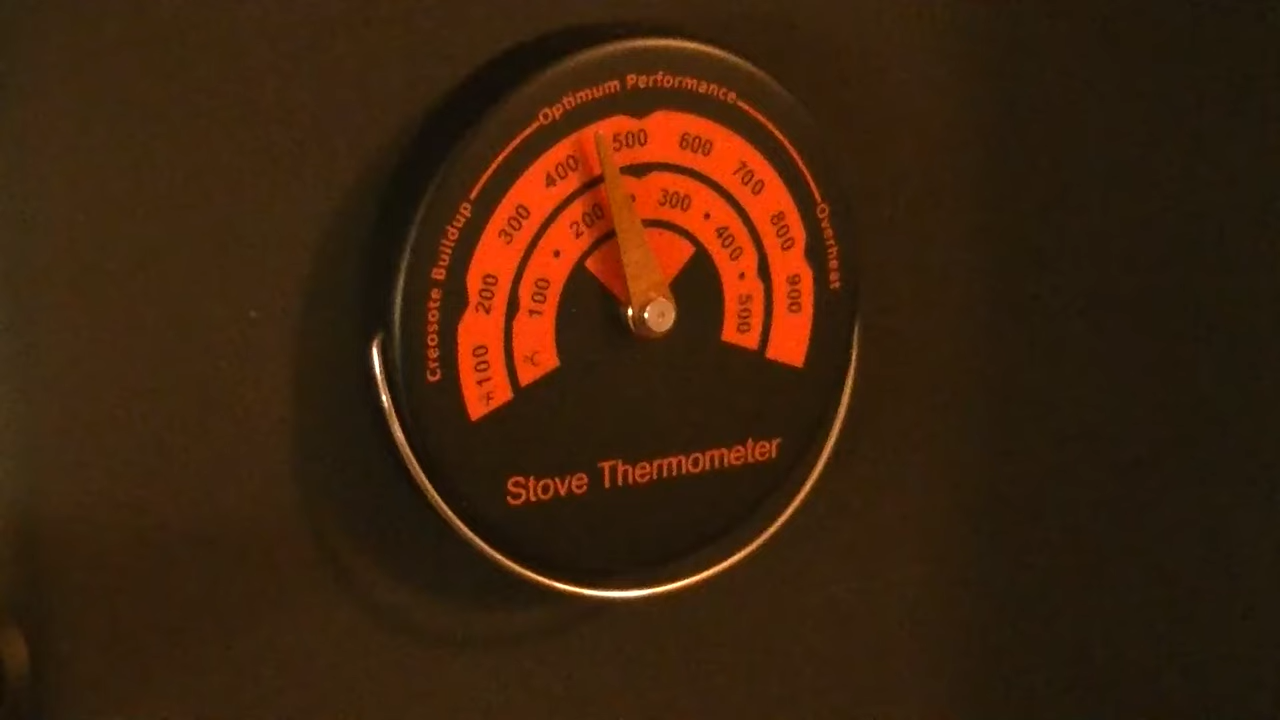 Optimum Performance
Creosote Buildup
Overheat
100 200 300 400 500 600 700 800 900
°F
100 200 300 400 500
°C
Stove Thermometer